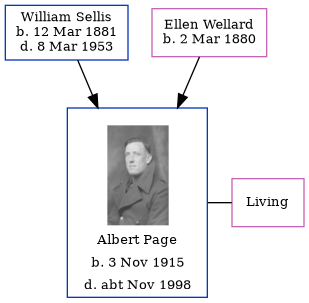 William Sellis
b. 12 Mar 1881
d. 8 Mar 1953
Ellen Wellard
b. 2 Mar 1880
Albert Page
b. 3 Nov 1915
d. abt Nov 1998
Living